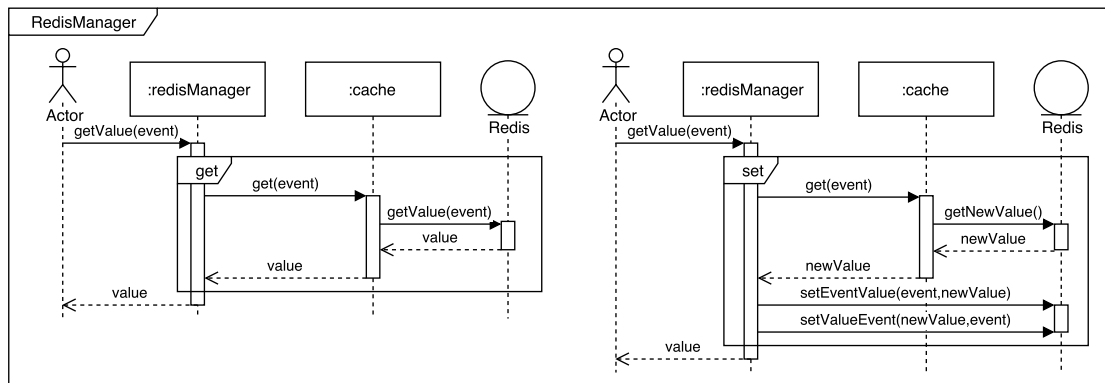 RedisManager
Actor
:redisManager
:cache
Redis
getValue(event)
get
get(event)
getValue(event)
value
value
value
Actor
:redisManager
:cache
Redis
getValue(event)
set
get(event)
getNewValue()
newValue
newValue
setEventValue(event,newValue)
setValueEvent(newValue,event)
value